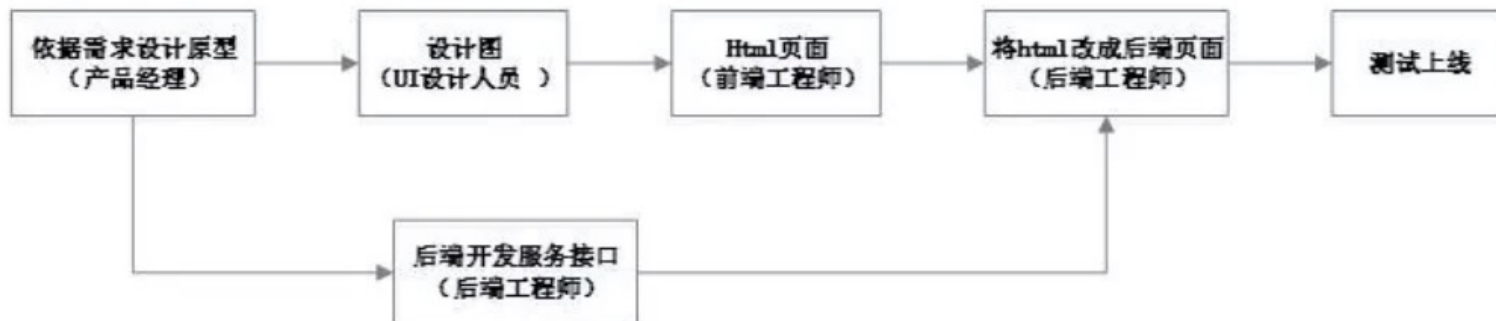 依据需求设计原型
（产品经理）
设计图
（UI设计人员 ）
Html页面
（前端工程师）
将html改成后端页面
（后端工程师）
测试上线
后端开发服务接口
（后端工程师）